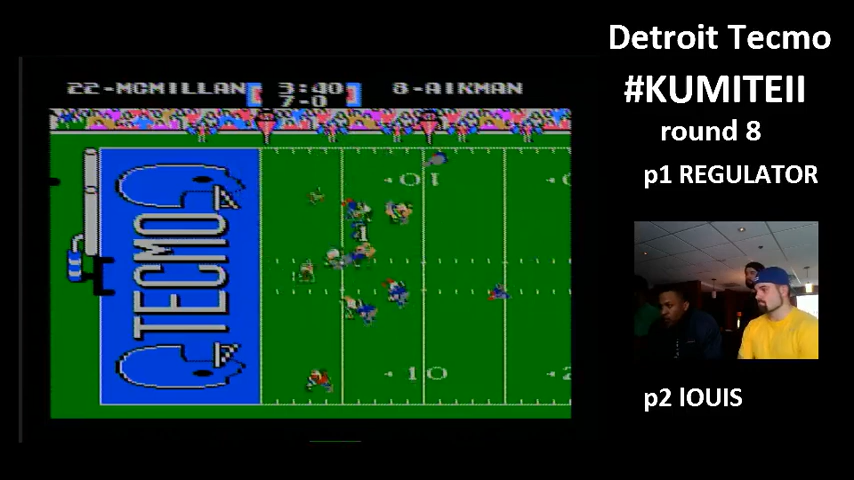 Detroit Tecmo
#KUMITEII
round 8
p1 REGULATOR
22-MCMILLAN 3:40 8-AIKMAN
7-0
10
1
TECMO
10
p2 lOUIS